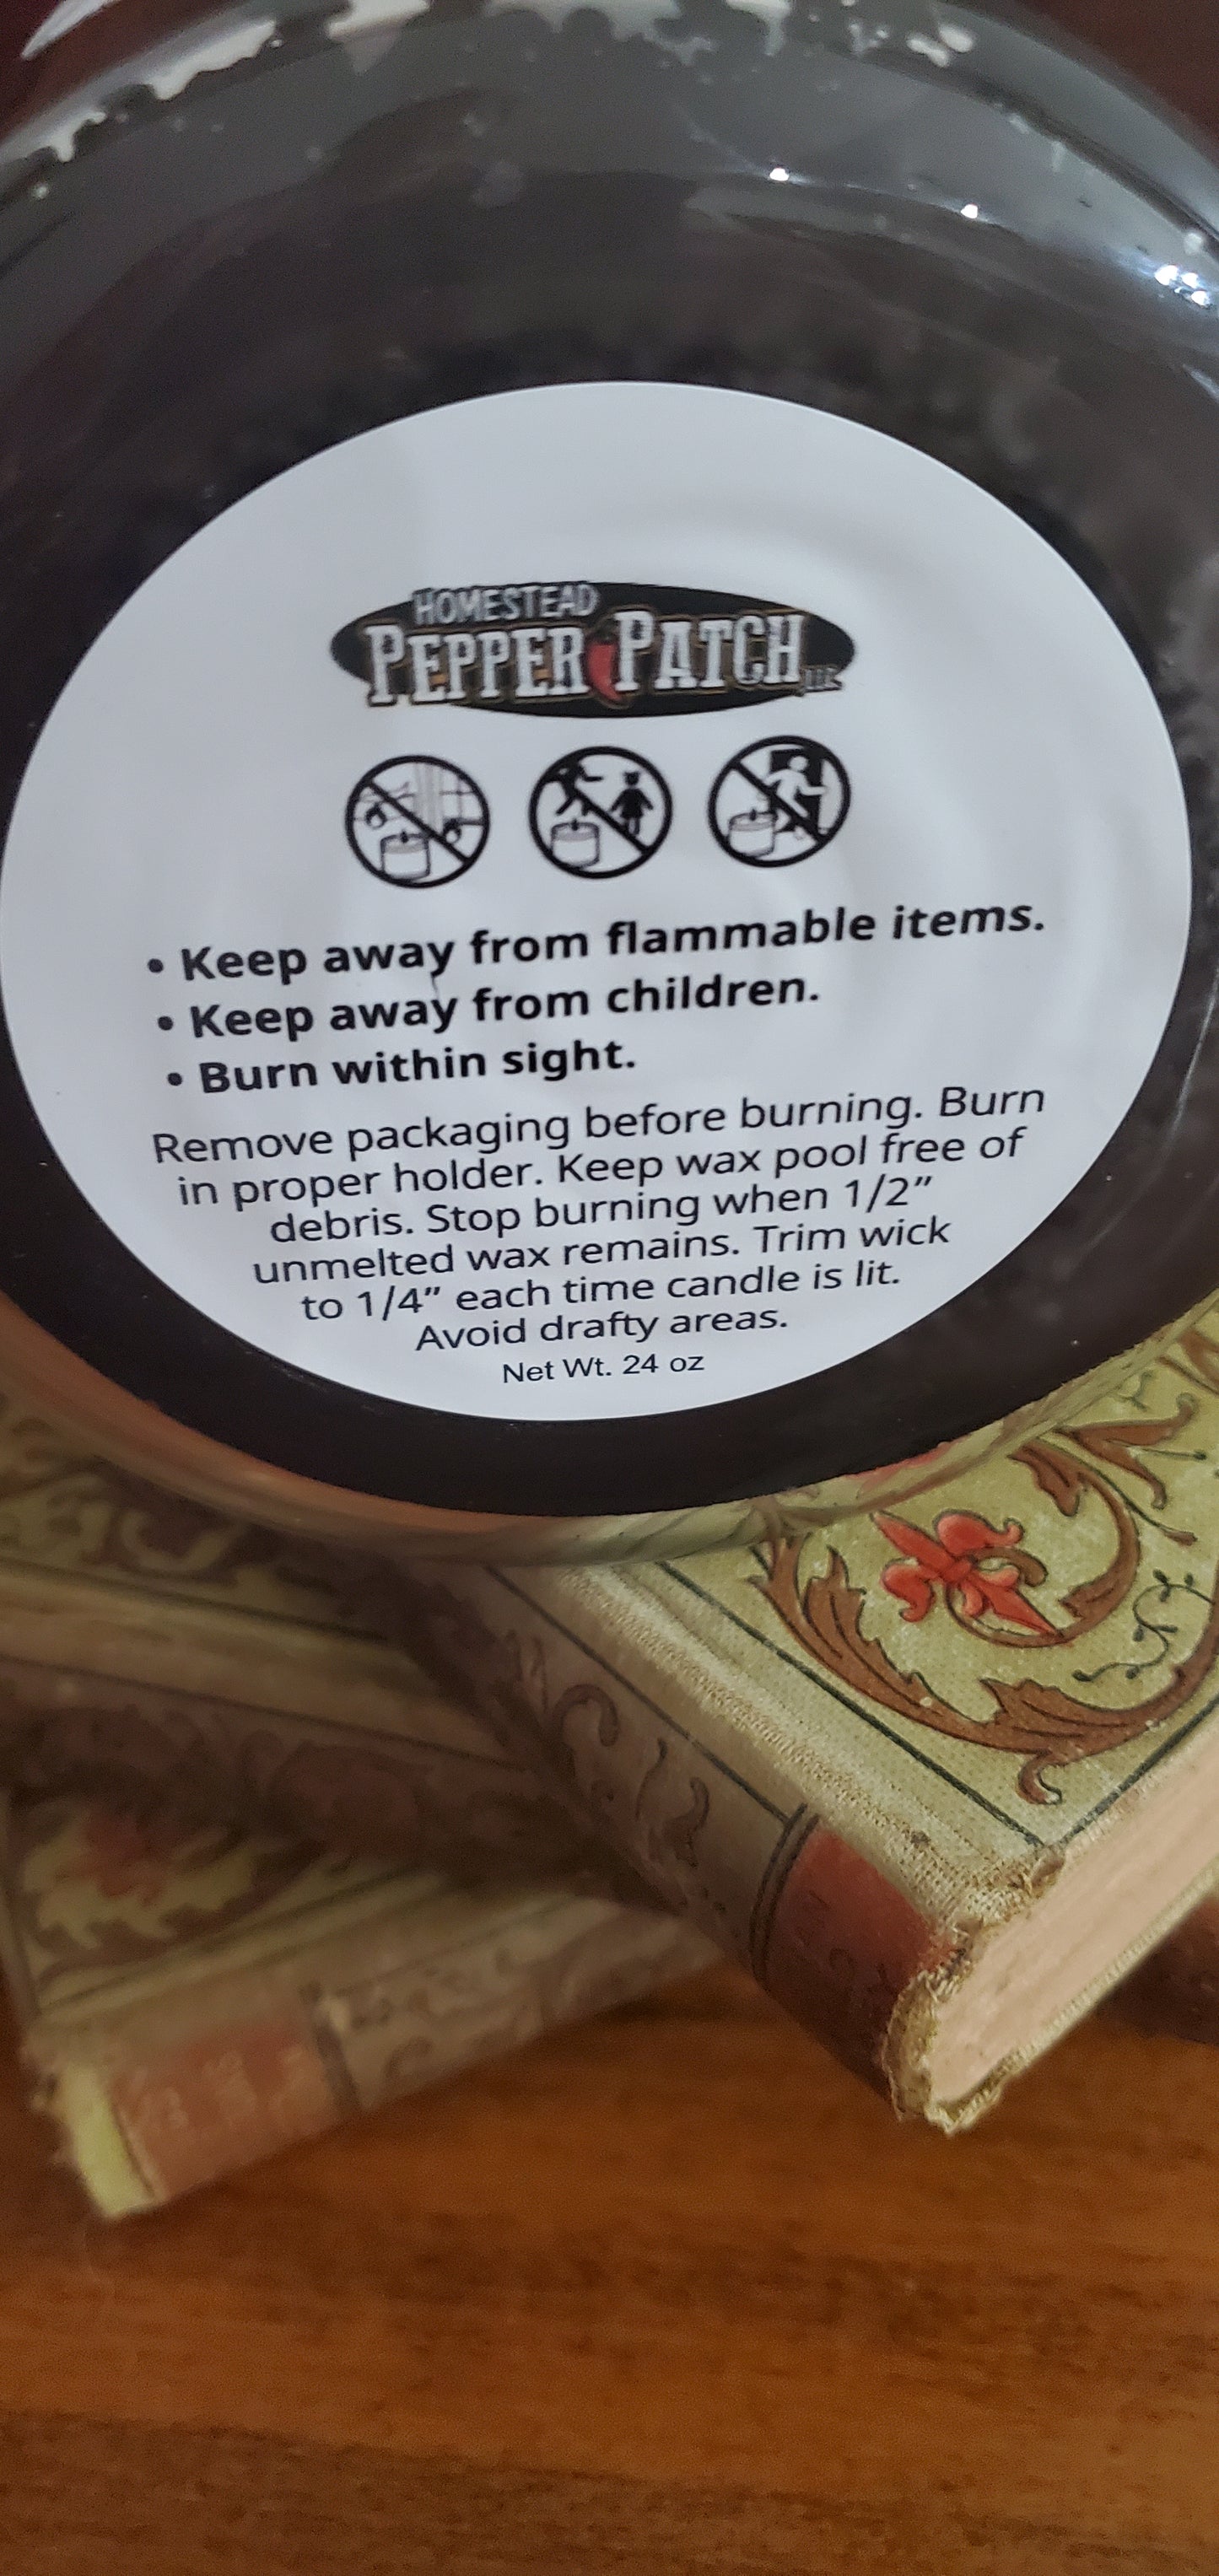 HOMESTEAD
PEPPER PATCH LLC
• Keep away from flammable items.
• Keep away from children.
• Burn within sight.
Remove packaging before burning. Burn
in proper holder. Keep wax pool free of
debris. Stop burning when 1/2”
unmelted wax remains. Trim wick
to 1/4” each time candle is lit.
Avoid drafty areas.
Net Wt. 24 oz